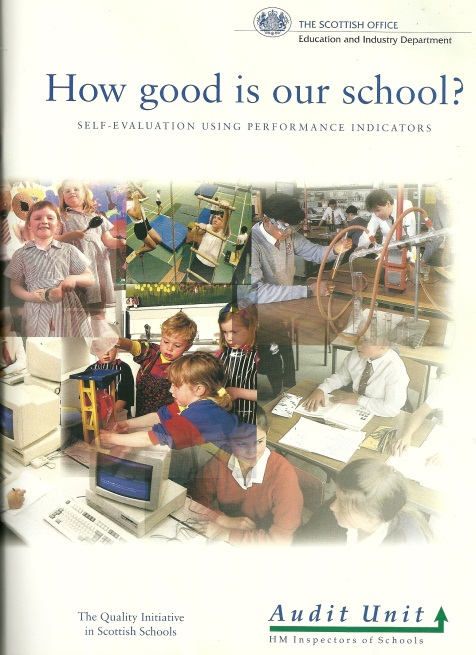 THE SCOTTISH OFFICE
Education and Industry Department
How good is our school?
SELF-EVALUATION USING PERFORMANCE INDICATORS
The Quality Initiative
in Scottish Schools
Audit Unit
HM Inspectors of Schools